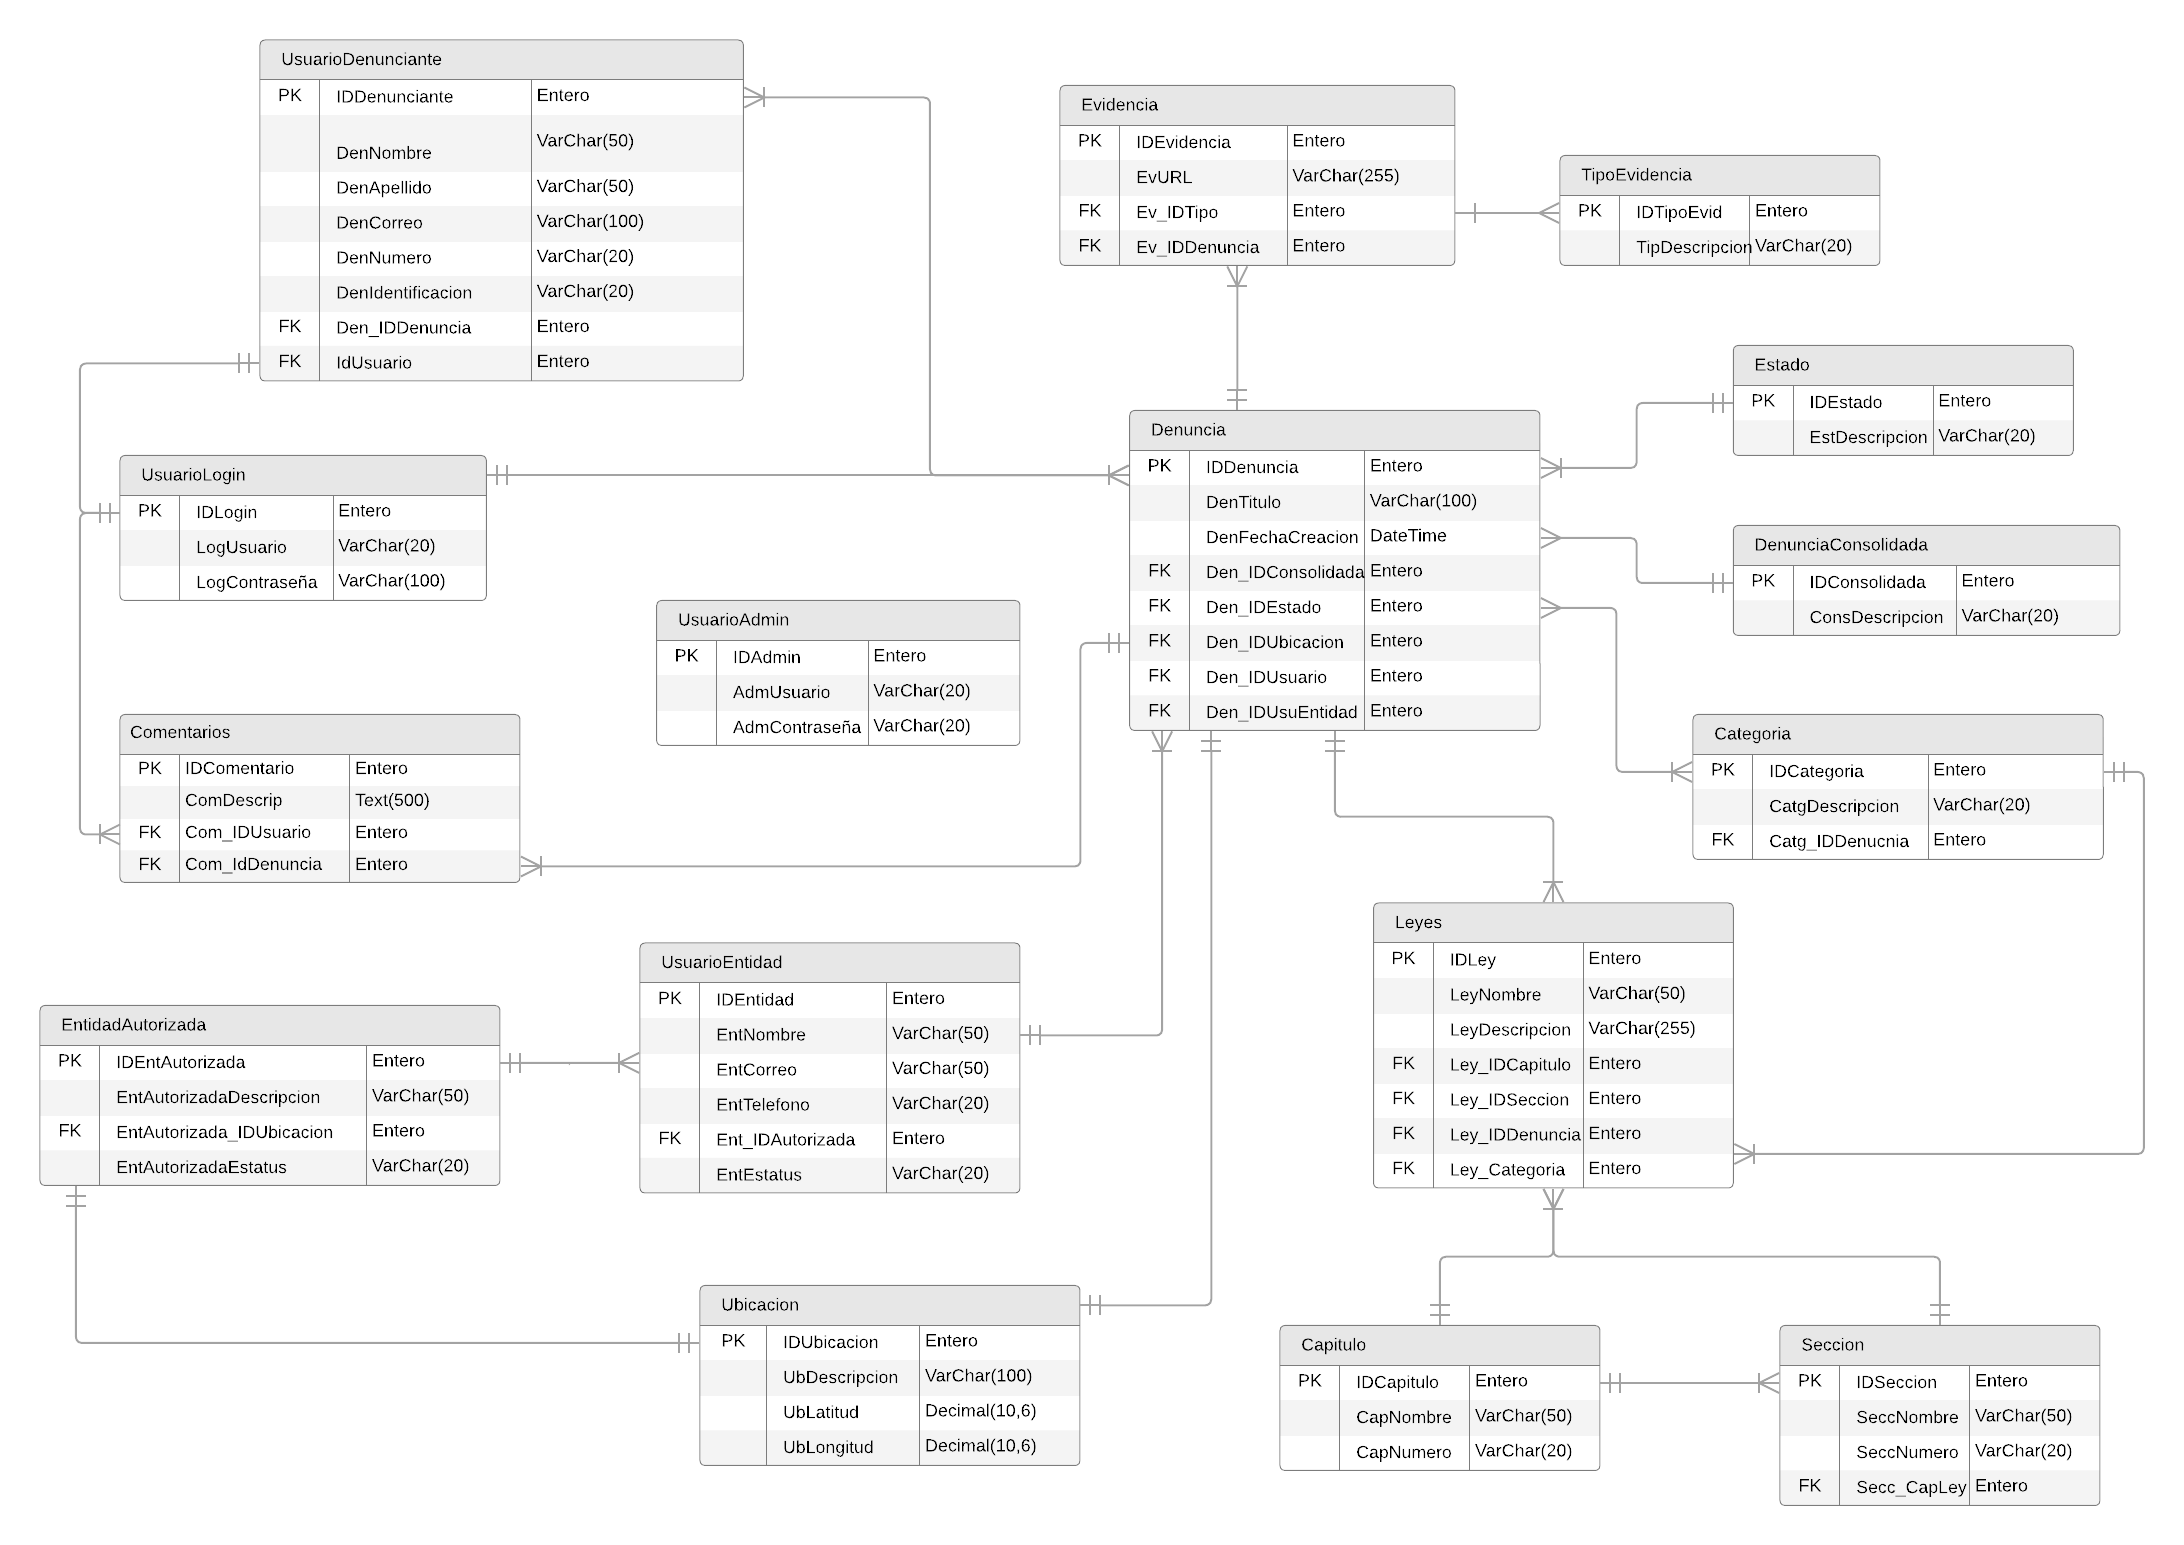 UsuarioDenunciante
PK IDDenunciante Entero
DenNombre VarChar(50)
DenApellido VarChar(50)
DenCorreo VarChar(100)
DenNumero VarChar(20)
DenIdentificacion VarChar(20)
FK Den_IDDenuncia Entero
FK IdUsuario Entero
Evidencia
PK IDEvidencia Entero
EvURL VarChar(255)
FK Ev_IDTipo Entero
FK Ev_IDDenuncia Entero
TipoEvidencia
PK IDTipoEvid Entero
TipDescripcion VarChar(20)
Estado
PK IDEstado Entero
EstDescripcion VarChar(20)
UsuarioLogin
PK IDLogin Entero
LogUsuario VarChar(20)
LogContraseña VarChar(100)
Denuncia
PK IDDenuncia Entero
DenTitulo VarChar(100)
DenFechaCreacion DateTime
FK Den_IDConsolidada Entero
FK Den_IDEstado Entero
FK Den_IDUbicacion Entero
FK Den_IDUsuario Entero
FK Den_IDUsuEntidad Entero
DenunciaConsolidada
PK IDConsolidada Entero
ConsDescripcion VarChar(20)
UsuarioAdmin
PK IDAdmin Entero
AdmUsuario VarChar(20)
AdmContraseña VarChar(20)
Comentarios
PK IDComentario Entero
ComDescrip Text(500)
FK Com_IDUsuario Entero
FK Com_IdDenuncia Entero
Categoria
PK IDCategoria Entero
CatgDescripcion VarChar(20)
FK Catg_IDDenucnia Entero
Leyes
PK IDLey Entero
LeyNombre VarChar(50)
LeyDescripcion VarChar(255)
FK Ley_IDCapitulo Entero
FK Ley_IDSeccion Entero
FK Ley_IDDenuncia Entero
FK Ley_Categoria Entero
UsuarioEntidad
PK IDEntidad Entero
EntNombre VarChar(50)
EntCorreo VarChar(50)
EntTelefono VarChar(20)
FK Ent_IDAutorizada Entero
EntEstatus VarChar(20)
EntidadAutorizada
PK IDEntAutorizada Entero
EntAutorizadaDescripcion VarChar(50)
FK EntAutorizada_IDUbicacion Entero
EntAutorizadaEstatus VarChar(20)
Ubicacion
PK IDUbicacion Entero
UbDescripcion VarChar(100)
UbLatitud Decimal(10,6)
UbLongitud Decimal(10,6)
Capitulo
PK IDCapitulo Entero
CapNombre VarChar(50)
CapNumero VarChar(20)
Seccion
PK IDSeccion Entero
SeccNombre VarChar(50)
SeccNumero VarChar(20)
FK Secc_CapLey Entero